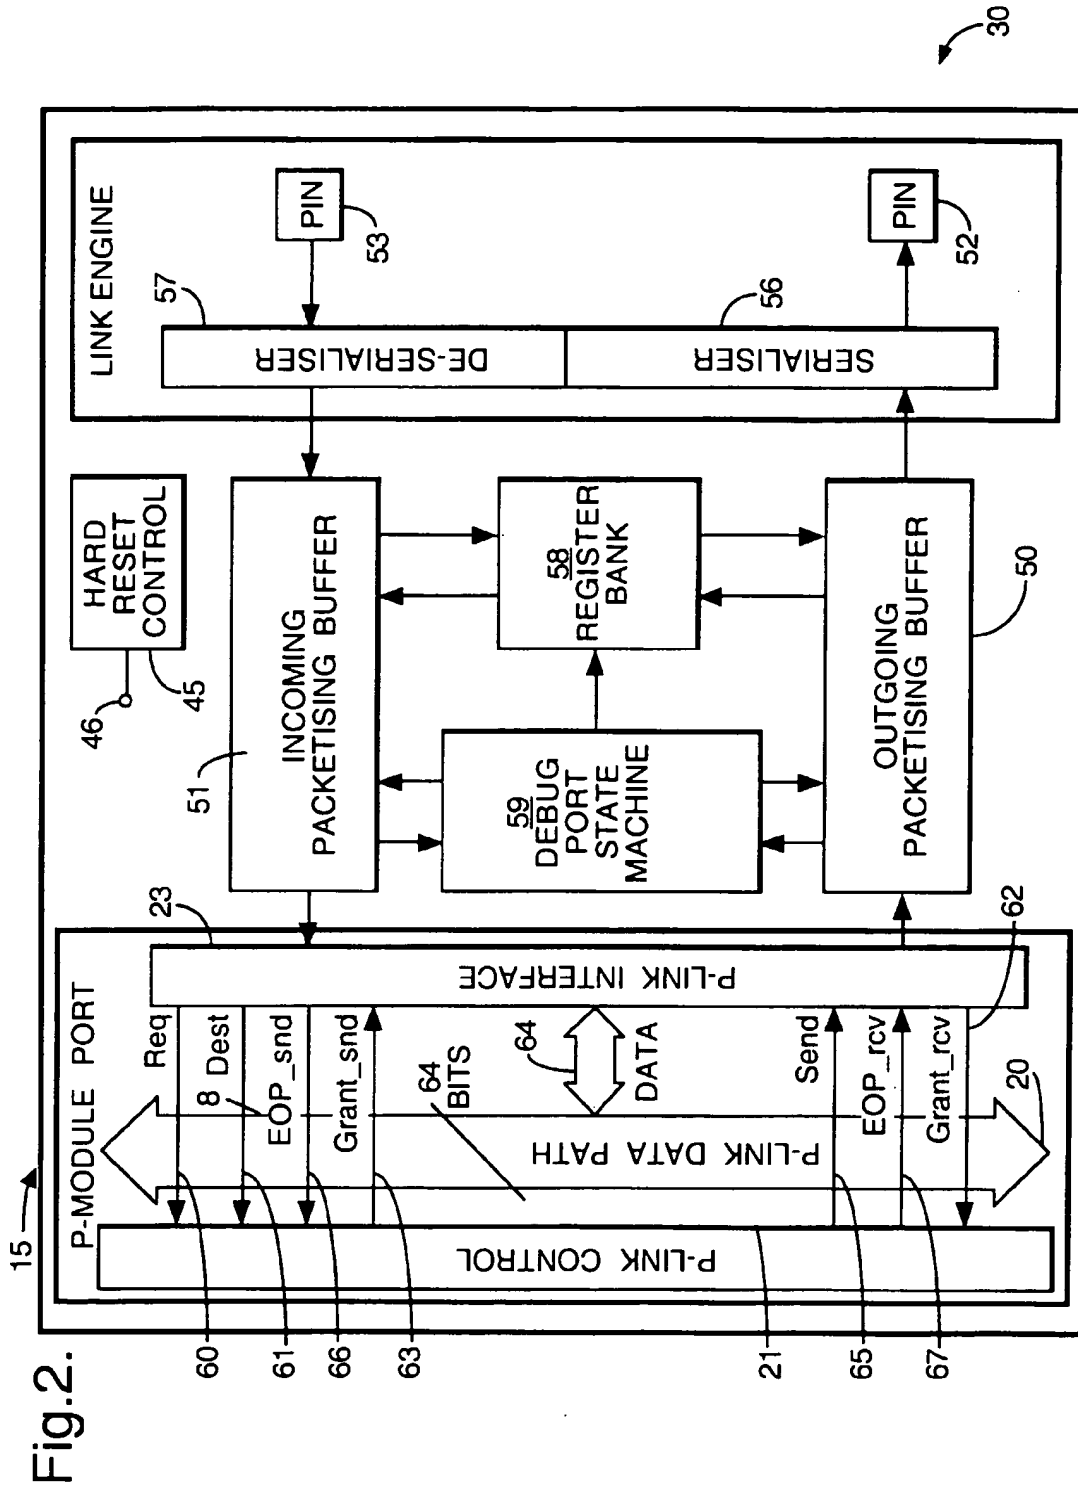 Fig.2.
15
30
P-MODULE PORT
P-LINK CONTROL
21
Req
60
Dest
8
61
EOP_snd
66
Grant_snd
63
64
BITS
P-LINK DATA PATH
20
64
DATA
Send
65
EOP_rcv
67
Grant_rcv
62
P-LINK INTERFACE
23
46
45
HARD
RESET
CONTROL
51
INCOMING
PACKETISING BUFFER
59
DEBUG
PORT
STATE
MACHINE
58
REGISTER
BANK
OUTGOING
PACKETISING BUFFER
50
LINK ENGINE
57
DE-SERIALISER
56
SERIALISER
PIN
53
PIN
52